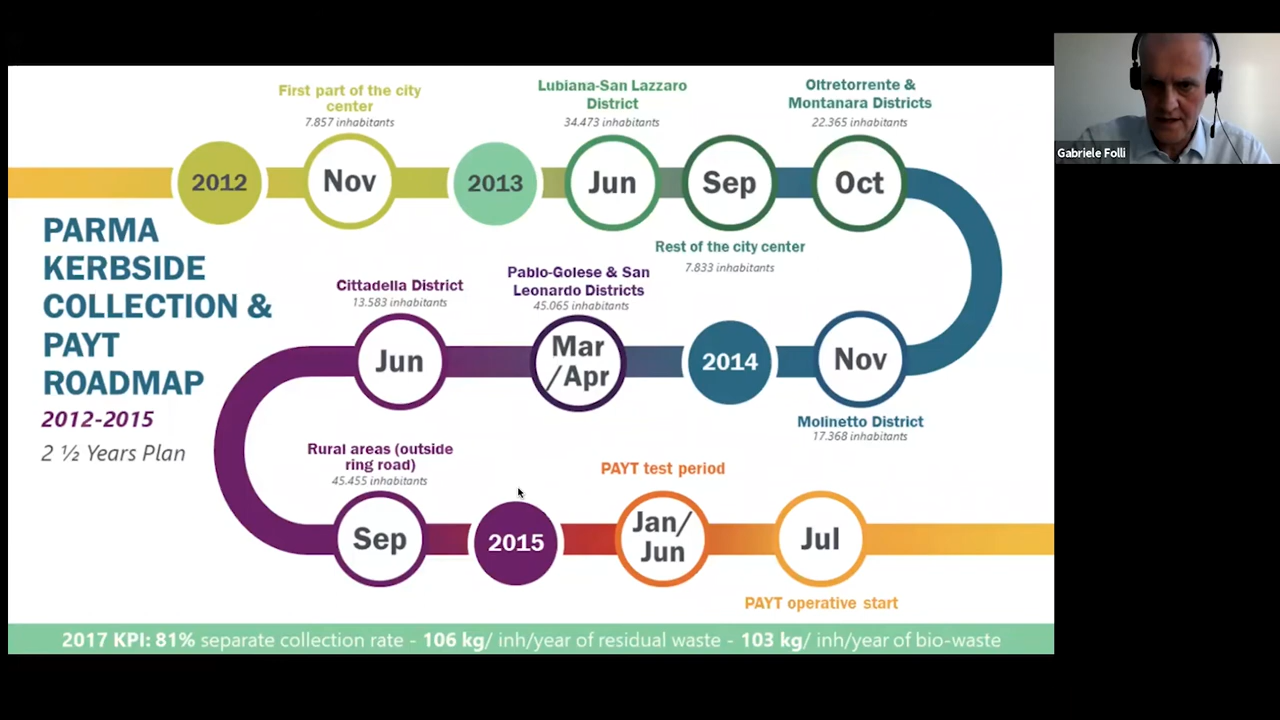 First part of the city
center
7.857 inhabitants
Lubiana-San Lazzaro
District
34.473 inhabitants
Oltretorrente &
Montanara Districts
22.365 inhabitants
Gabriele Folli
2012
Nov
2013
Jun
Sep
Oct
Rest of the city center
7.833 inhabitants
PARMA
KERBSIDE
COLLECTION &
PAYT
ROADMAP
2012-2015
2 ½ Years Plan
Cittadella District
13.583 inhabitants
Pablo-Golese & San
Leonardo Districts
45.065 inhabitants
Jun
Mar
/Apr
2014
Nov
Molinetto District
17.368 inhabitants
Rural areas (outside
ring road)
45.455 inhabitants
PAYT test period
Sep
2015
Jan/
Jun
Jul
PAYT operative start
2017 KPI: 81% separate collection rate - 106 kg/ inh/year of residual waste - 103 kg/ inh/year of bio-waste